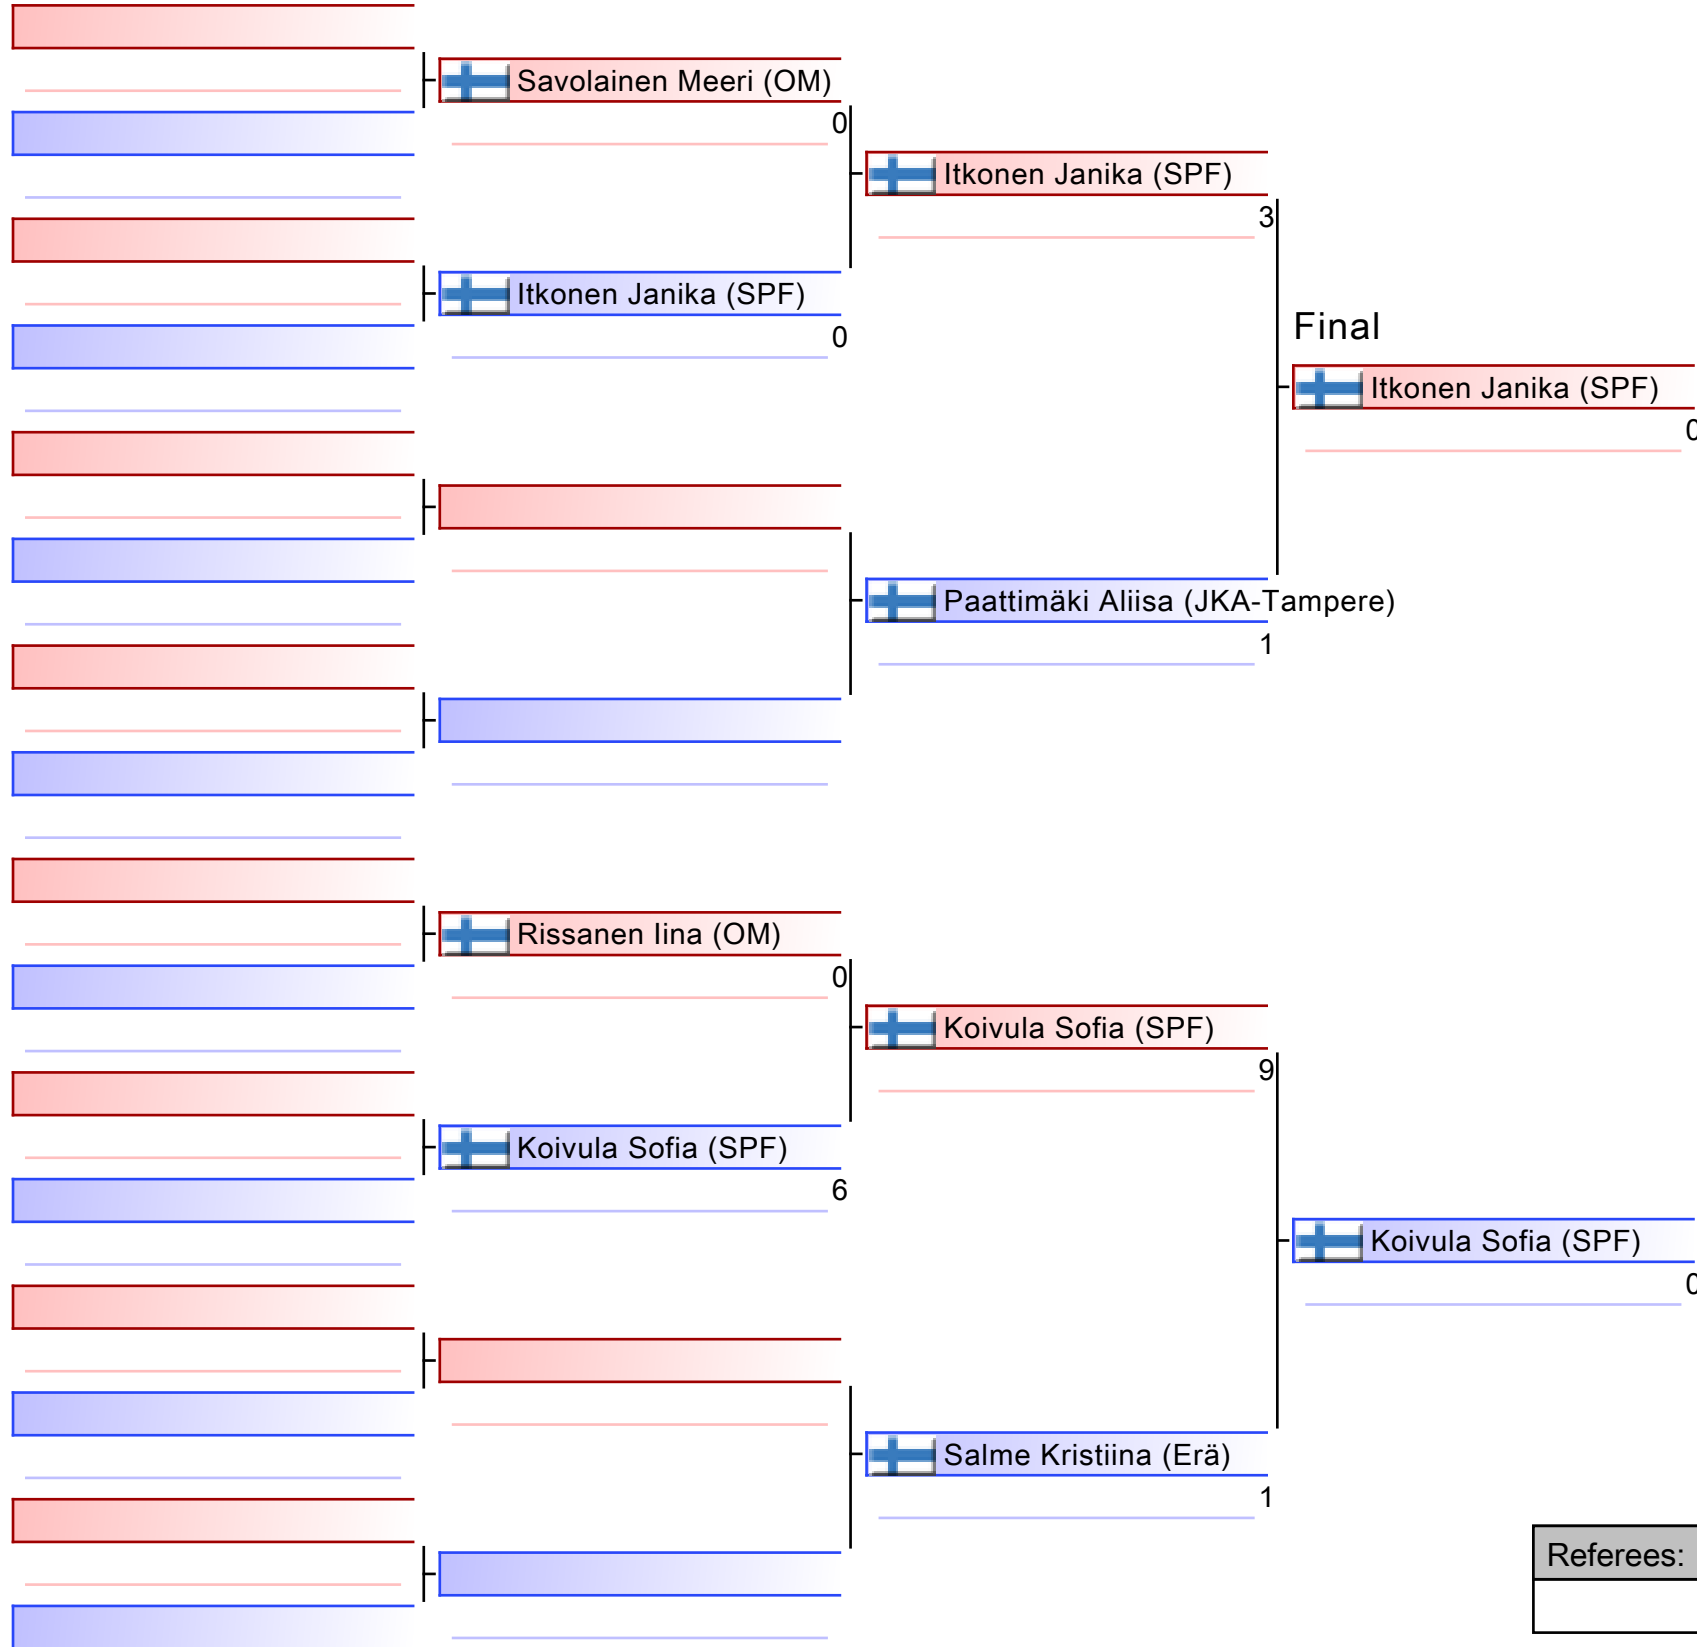 Savolainen Meeri (OM)
0
Itkonen Janika (SPF)
0
Itkonen Janika (SPF)
3
Paattimäki Aliisa (JKA-Tampere)
1
Final
Itkonen Janika (SPF)
0
Rissanen Iina (OM)
0
Koivula Sofia (SPF)
6
Koivula Sofia (SPF)
9
Salme Kristiina (Erä)
1
Koivula Sofia (SPF)
0
Referees: